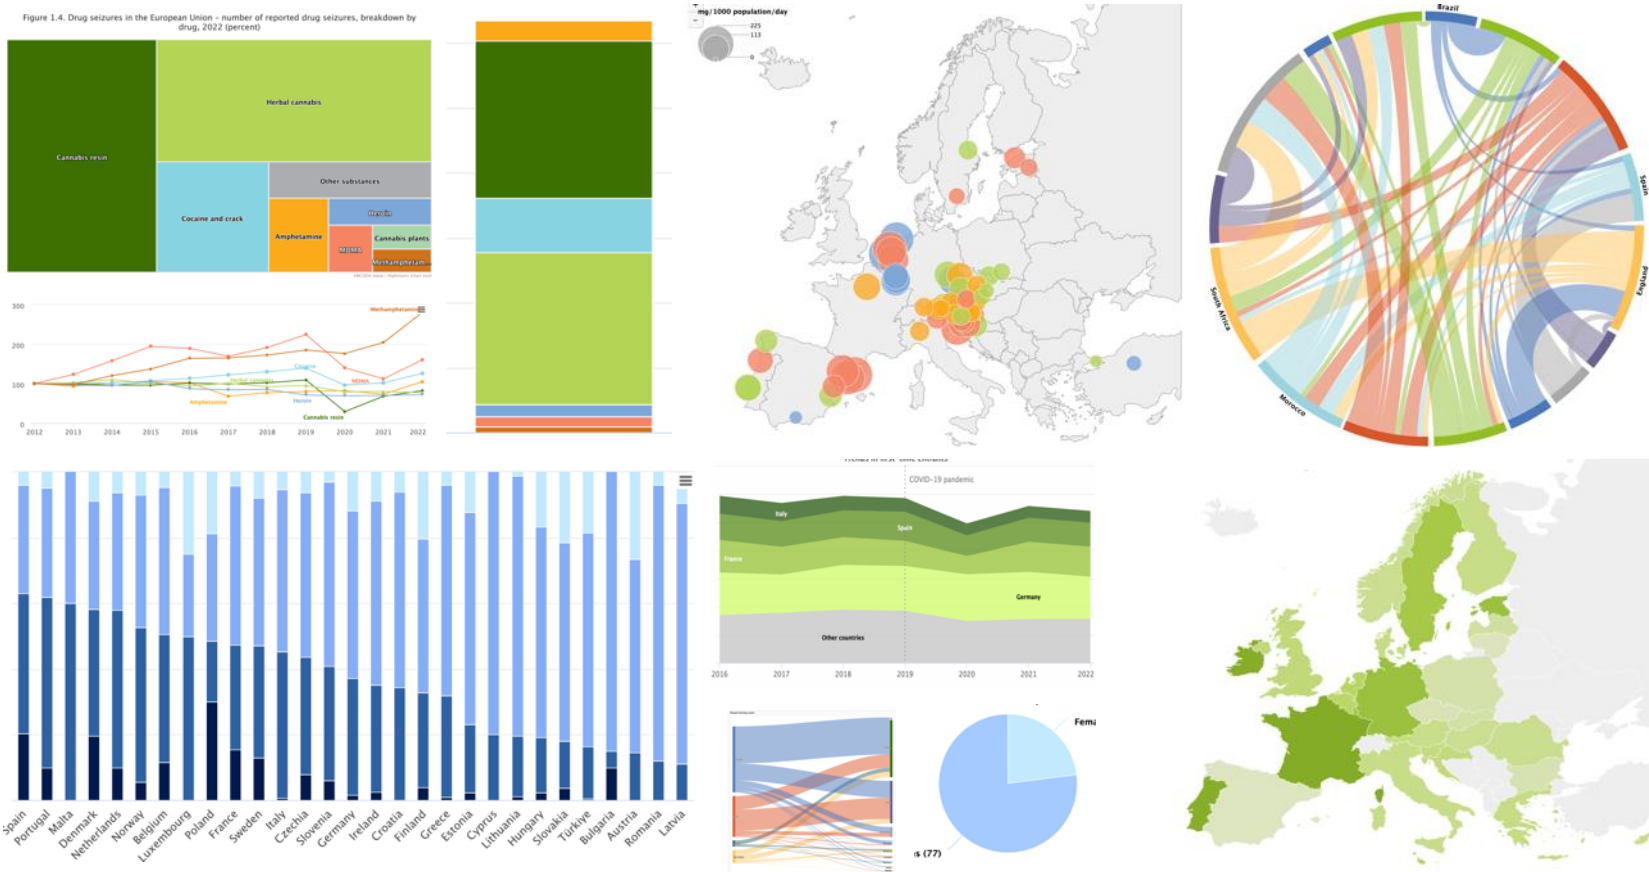 Figure 1.4. Drug seizures in the European Union – number of reported drug seizures, breakdown by
drug, 2022 (percent)
Cannabis resin
Herbal cannabis
Cocaine and crack
Other substances
Amphetamine
Heroin
MDMA
Cannabis plants
Methamphetam...
300
200
100
0
Methamphetamine
Cocaine
Herbal cannabis
MDMA
Amphetamine
Heroin
Cannabis resin
2012 2013 2014 2015 2016 2017 2018 2019 2020 2021 2022
mg/1000 population/day
225
113
0
Brazil
Spain
England
South Africa
Morocco
Spain
Portugal
Malta
Denmark
Netherlands
Norway
Belgium
Luxembourg
Poland
France
Sweden
Italy
Czechia
Slovenia
Germany
Ireland
Croatia
Finland
Greece
Estonia
Cyprus
Lithuania
Hungary
Slovakia
Türkiye
Bulgaria
Austria
Romania
Latvia
COVID-19 pandemic
Italy
Spain
France
Germany
Other countries
2016 2017 2018 2019 2020 2021 2022
Fema
s (77)